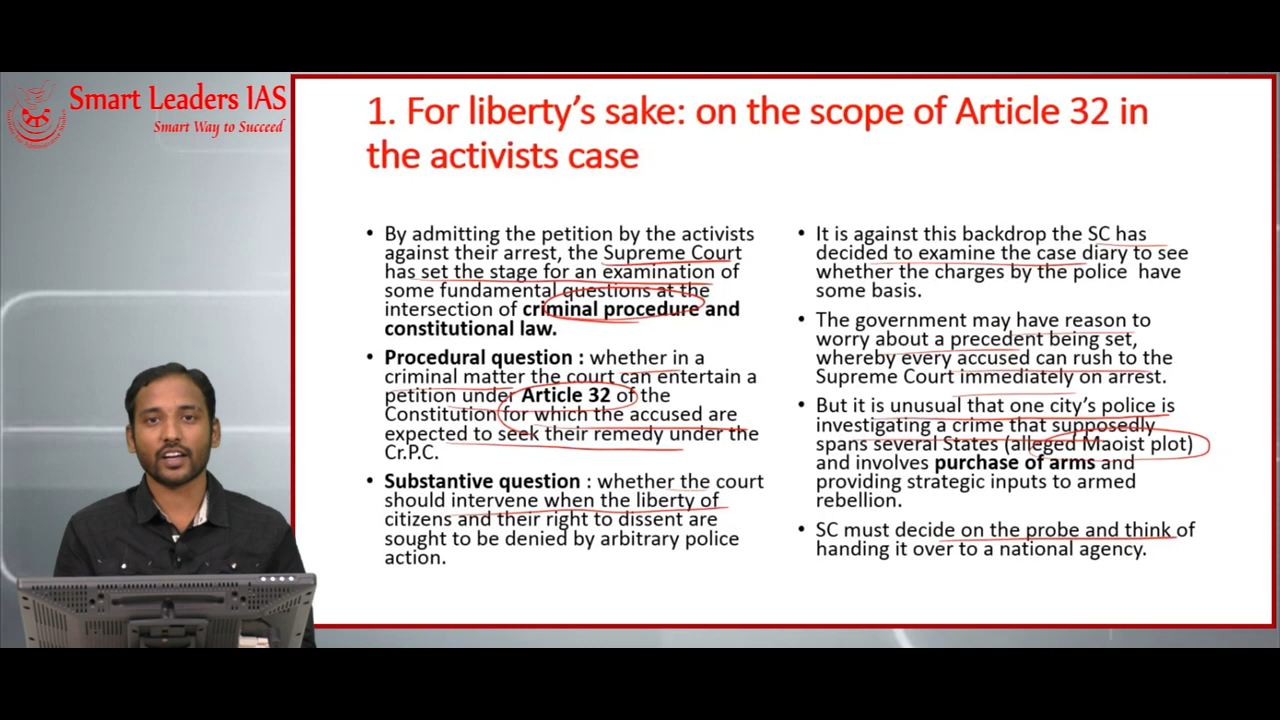 Smart Leaders IAS
Smart Way to Succeed
1. For liberty's sake: on the scope of Article 32 in
the activists case
• By admitting the petition by the activists
against their arrest, the Supreme Court
has set the stage for an examination of
some fundamental questions at the
intersection of criminal procedure and
constitutional law.
• Procedural question : whether in a
criminal matter the court can entertain a
petition under Article 32 of the
Constitution for which the accused are
expected to seek their remedy under the
Cr.P.C.
• Substantive question : whether the court
should intervene when the liberty of
citizens and their right to dissent are
sought to be denied by arbitrary police
action.
• It is against this backdrop the SC has
decided to examine the case diary to see
whether the charges by the police have
some basis.
• The government may have reason to
worry about a precedent being set,
whereby every accused can rush to the
Supreme Court immediately on arrest.
• But it is unusual that one city's police is
investigating a crime that supposedly
spans several States (alleged Maoist plot)
and involves purchase of arms and
providing strategic inputs to armed
rebellion.
• SC must decide on the probe and think of
handing it over to a national agency.